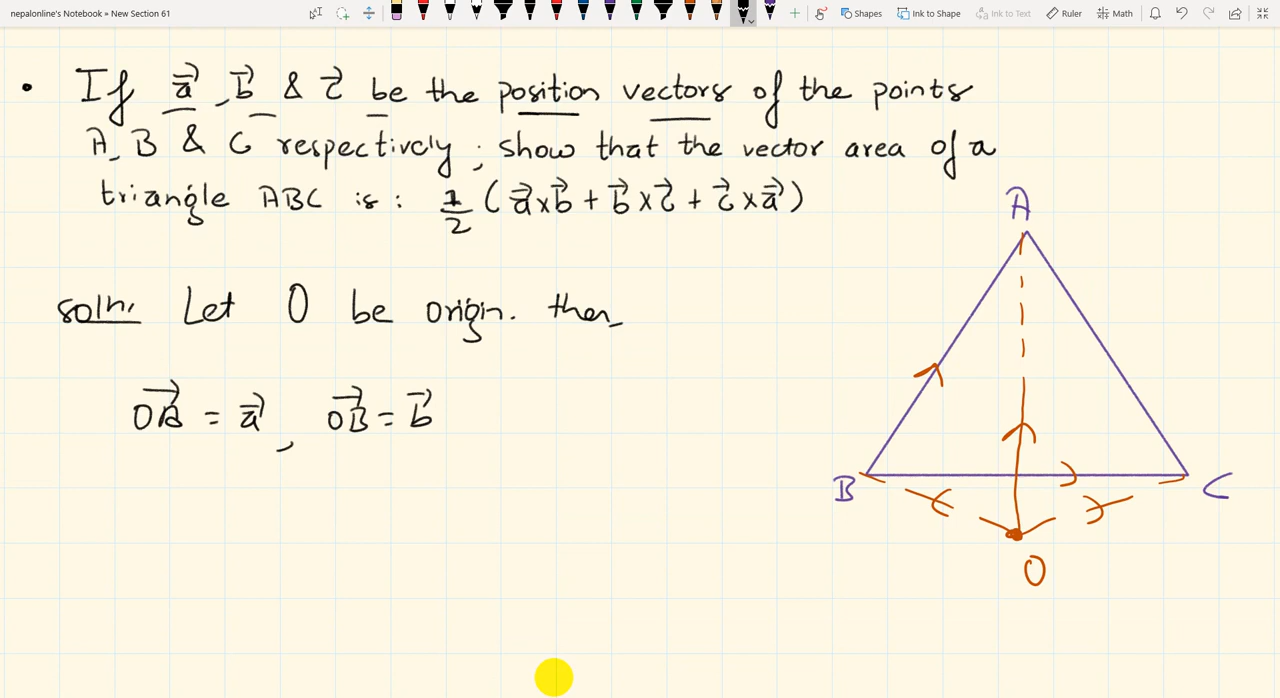 nepalonline's Notebook » New Section 61
Shapes Ink to Shape Ink to Text Ruler Math
• If a⃗, b⃗ & c⃗ be the position vectors of the points
A, B & C respectively; show that the vector area of a
triangle ABC is: 1/2 (a⃗×b⃗ + b⃗×c⃗ + c⃗×a⃗)
A
soln. Let O be origin. then
OA⃗ = a⃗, OB⃗ = b⃗
B
C
O